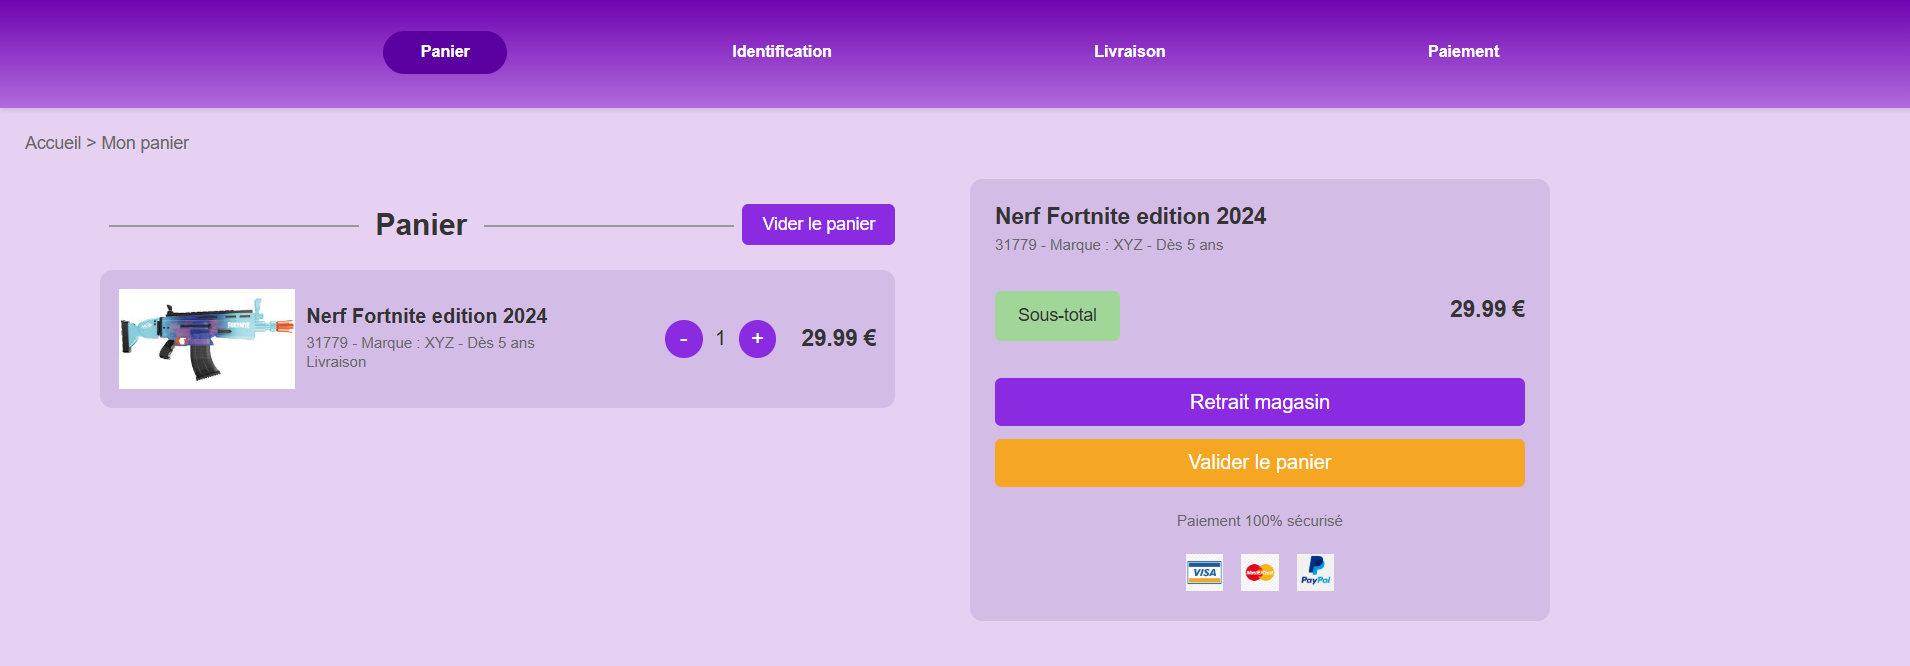 Panier
Identification
Livraison
Paiement
Accueil > Mon panier
Panier
Vider le panier
FORTNITE
Nerf Fortnite edition 2024
31779 - Marque : XYZ - Dès 5 ans
Livraison
- 1 +
29.99 €
Nerf Fortnite edition 2024
31779 - Marque : XYZ - Dès 5 ans
Sous-total
29.99 €
Retrait magasin
Valider le panier
Paiement 100% sécurisé
VISA
MasterCard
PayPal